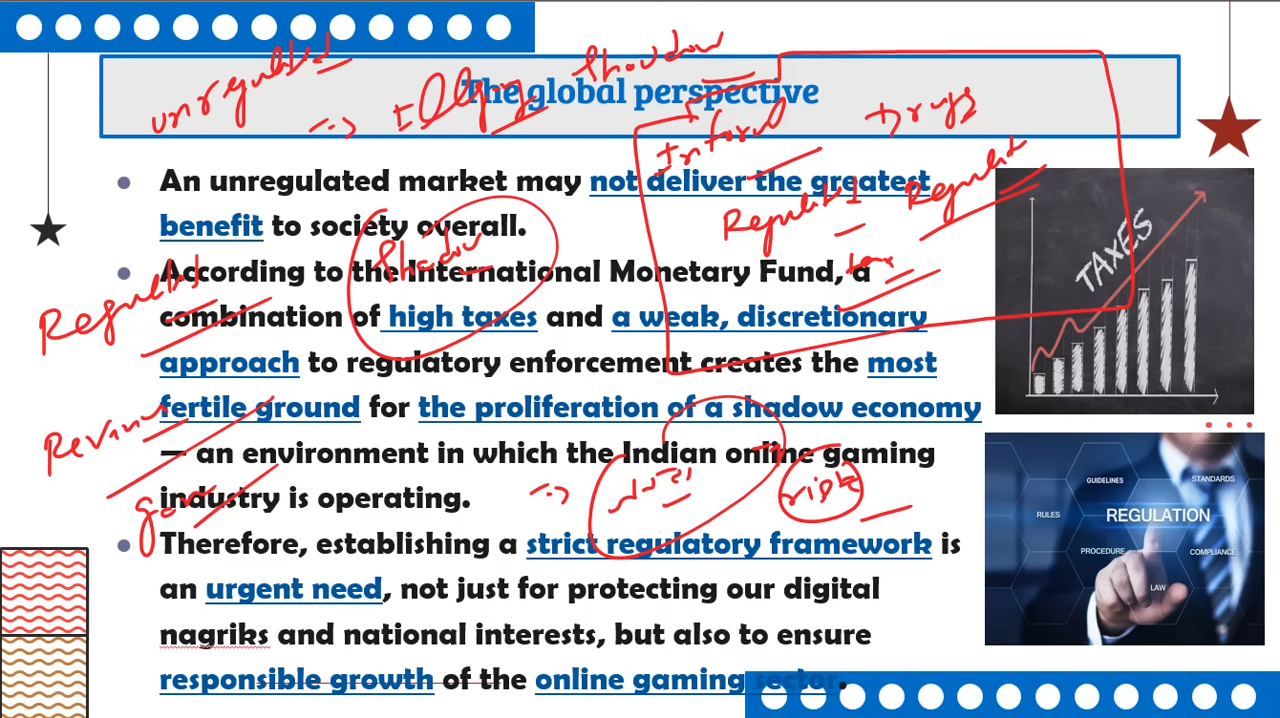 unregulated
Shadow
The global perspective
drugs
Informal
An unregulated market may not deliver the greatest
Regulated
benefit to society overall.
Shadow
According to the International Monetary Fund, a
tax
Regulated
combination of high taxes and a weak, discretionary
approach to regulatory enforcement creates the most
fertile ground for the proliferation of a shadow economy
Revenue
— an environment in which the Indian online gaming
industry is operating.
risk
Therefore, establishing a strict regulatory framework is
an urgent need, not just for protecting our digital
nagriks and national interests, but also to ensure
responsible growth of the online gaming sector.
TAXES
GUIDELINES
STANDARDS
RULES
REGULATION
PROCEDURE
COMPLIANCE
LAW